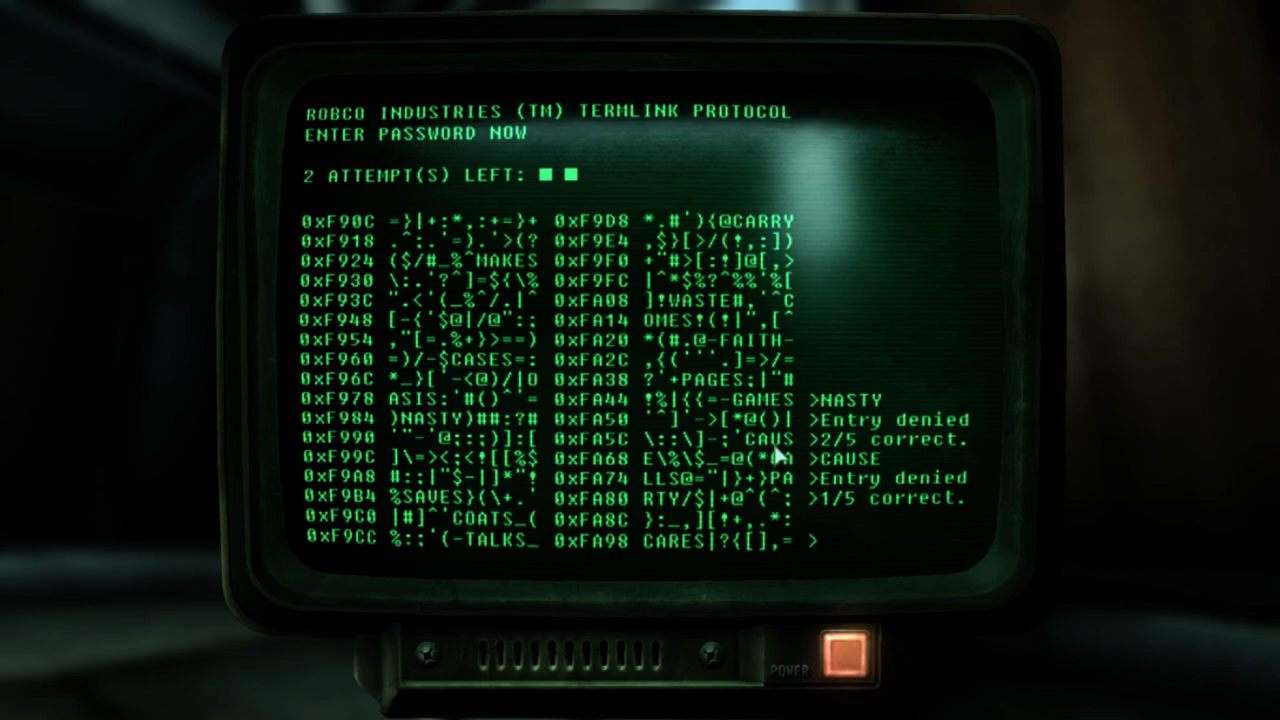 ROBCO INDUSTRIES (TM) TERMLINK PROTOCOL
ENTER PASSWORD NOW
2 ATTEMPT(S) LEFT: ■ ■
0xF90C =}|+:*,:+=}+ 0xF9D8 *.#'){@CARRY
0xF918 .^:.'=).'>(? 0xF9E4 ,$}[>/(!,:])
0xF924 ($/#_%^MAKES 0xF9F0 +"#>[:!]@[,>
0xF930 \:.'?^]=${\% 0xF9FC |^*$%?^%%'%[
0xF93C ".<'(_%^/.|^ 0xFA08 ]!WASTE#,'^C
0xF948 [-{'$@|/@":; 0xFA14 OMES!(!|",[^
0xF954 ,"[=.%+}>==) 0xFA20 *(#.@-FAITH-
0xF960 =)/-$CASES=: 0xFA2C ,{('''.]=>/=
0xF96C *_}['-<@)/|O 0xFA38 ?'+PAGES;|"#
0xF978 ASIS:'#()^'= 0xFA44 !%|{{=-GAMES >NASTY
0xF984 )NASTY)##:?# 0xFA50 '^]'->[*@()| >Entry denied
0xF990 '"-'@;:;)]:[ 0xFA5C \::\]-;'CAUS >2/5 correct.
0xF99C ]\=><;<![[%$ 0xFA68 E\%\$_=@(* A >CAUSE
0xF9A8 #::|"$-|]*"! 0xFA74 LLS@="|}+}PA >Entry denied
0xF9B4 %SAVES}(\+.' 0xFA80 RTY/$|+@^(^: >1/5 correct.
0xF9C0 |#]^'COATS_( 0xFA8C }:_,][!+,.*:
0xF9CC %:;'(-TALKS_ 0xFA98 CARES|?{[],= >
POWER